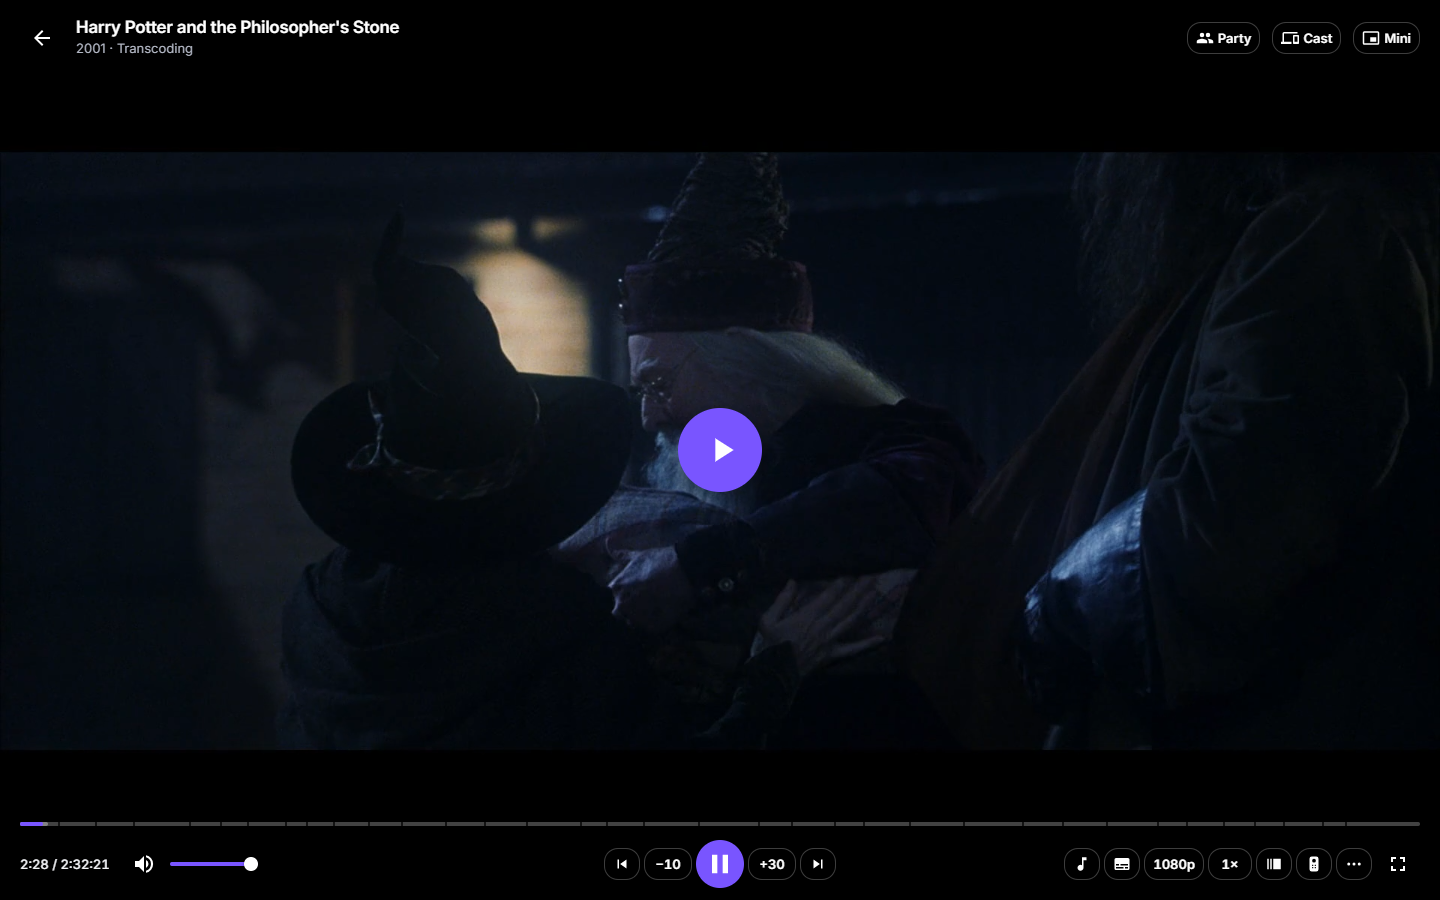 Harry Potter and the Philosopher's Stone
2001 · Transcoding
Party
Cast
Mini
2:28 / 2:32:21
−10
+30
1080p
1×